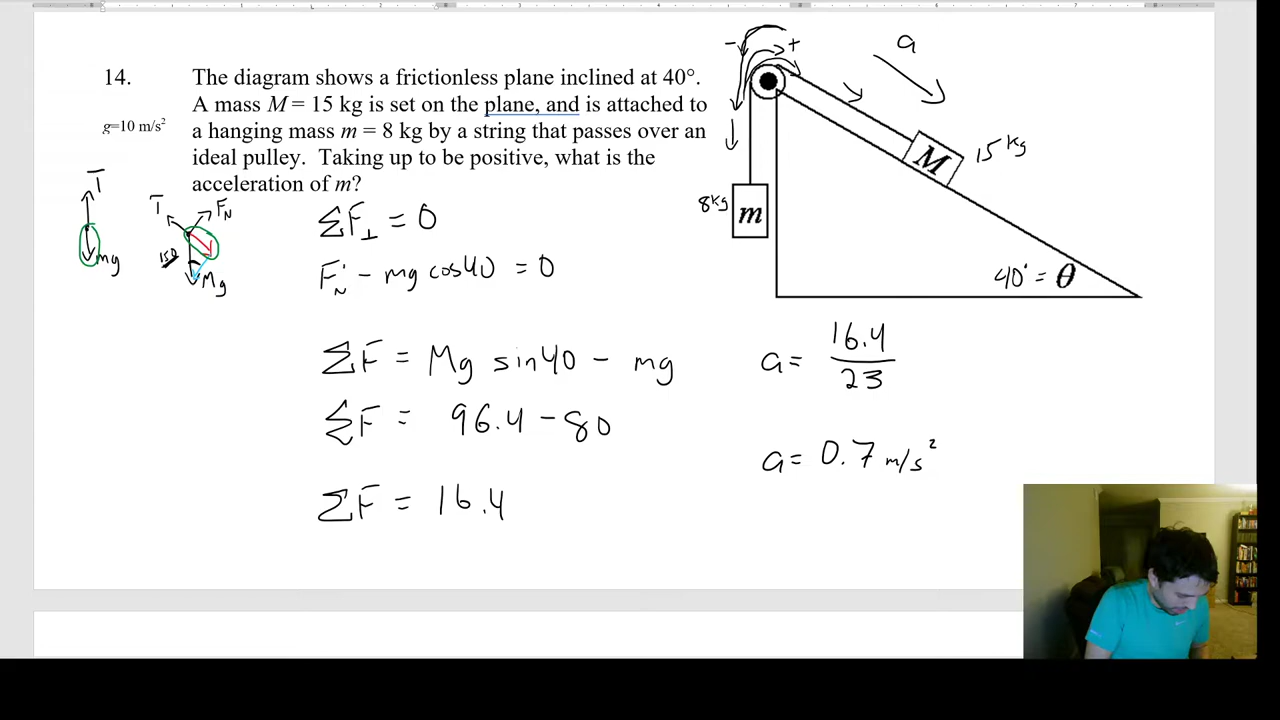 14.
The diagram shows a frictionless plane inclined at 40°.
A mass M = 15 kg is set on the plane, and is attached to
g=10 m/s²
a hanging mass m = 8 kg by a string that passes over an
ideal pulley. Taking up to be positive, what is the
acceleration of m?
T
mg
T
F_N
150
Mg
ΣF⊥ = 0
F_N - mg cos40 = 0
ΣF = Mg sin40 - mg
ΣF = 96.4 - 80
ΣF = 16.4
- +
a
M 15 kg
8kg m
40° = θ
a = 16.4
23
a = 0.7 m/s²